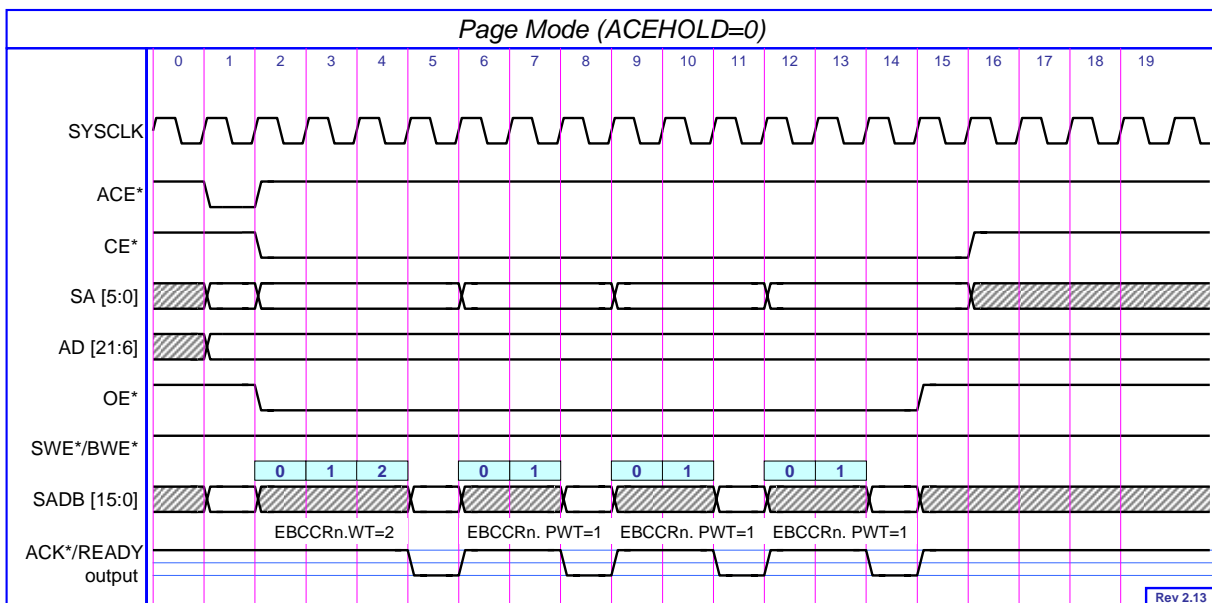 Page Mode (ACEHOLD=0)
0 1 2 3 4 5 6 7 8 9 10 11 12 13 14 15 16 17 18 19
SYSCLK
ACE*
CE*
SA [5:0]
AD [21:6]
OE*
SWE*/BWE*
0 1 2 0 1 0 1 0 1
SADB [15:0]
EBCCRn.WT=2 EBCCRn. PWT=1 EBCCRn. PWT=1 EBCCRn. PWT=1
ACK*/READY
output
Rev 2.13